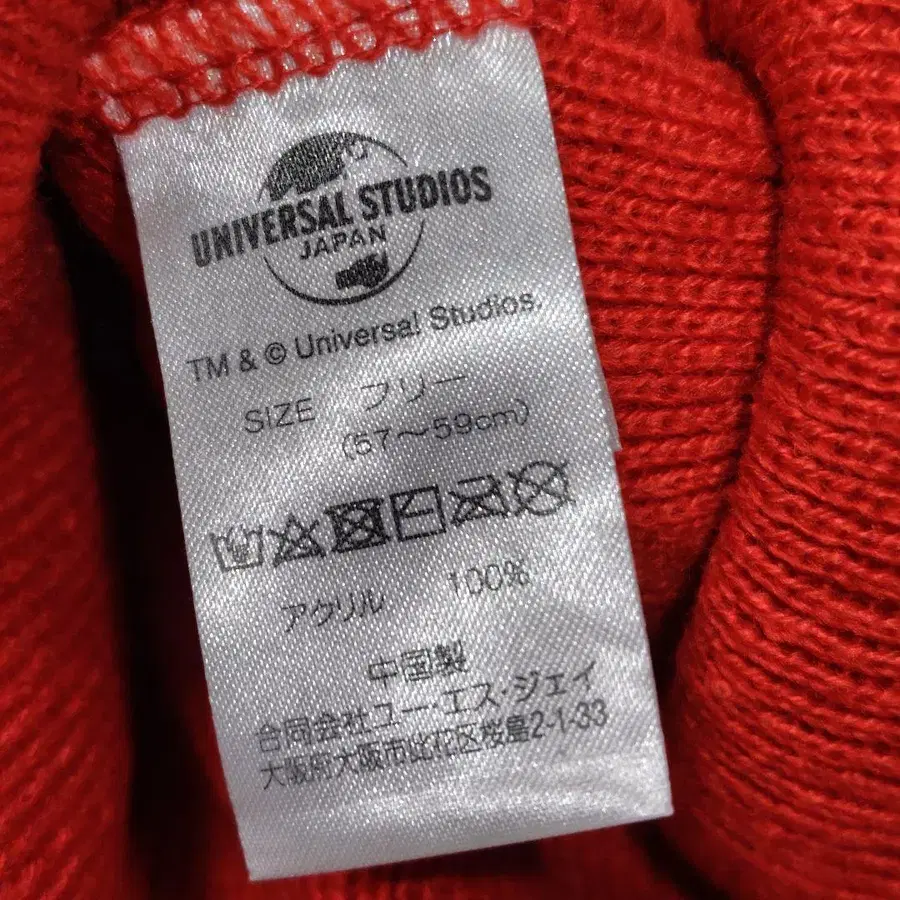 UNIVERSAL STUDIOS
JAPAN
TM & © Universal Studios.
SIZE フリー
(57～59cm)
アクリル 100%
中国製
合同会社ユー・エス・ジェイ
大阪府大阪市此花区桜島2-1-33